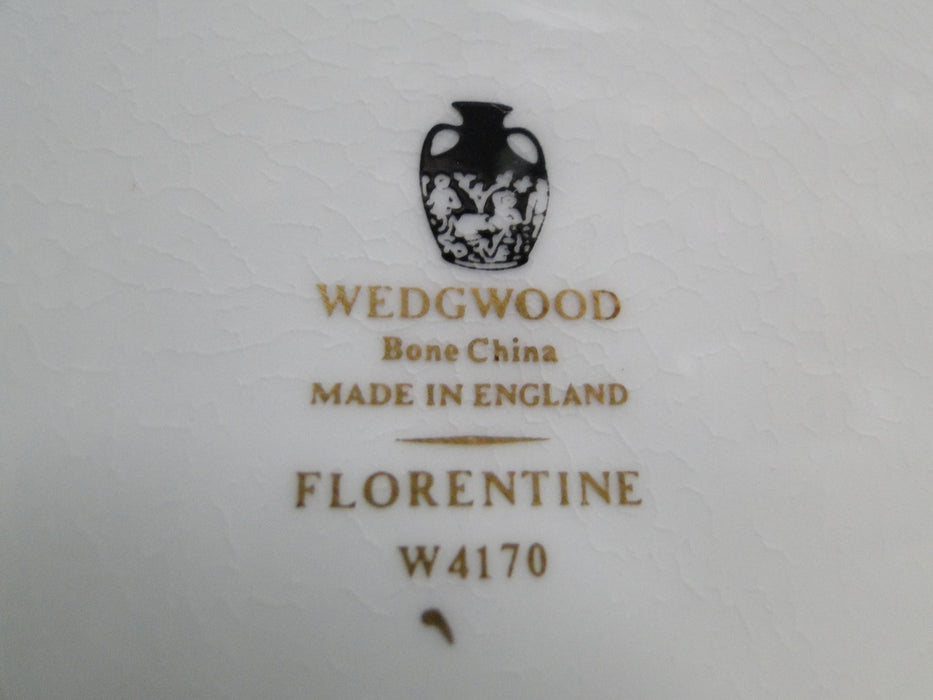 WEDGWOOD
Bone China
MADE IN ENGLAND
FLORENTINE
W4170